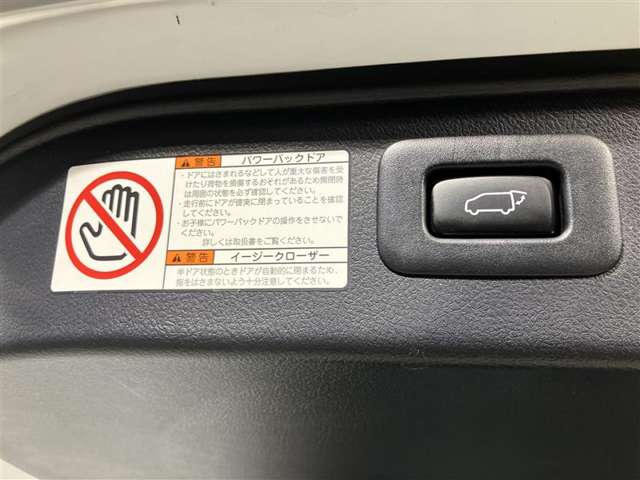 警告 パワーバックドア
・ドアにはさまれるなどして人が重大な傷害を受
けたり荷物を損傷するおそれがあるため開閉時
は周囲の状態を必ず確認してください。
・走行前にドアが確実に閉まっていることを確認
してください。
・お子様にパワーバックドアの操作をさせないで
ください。
詳しくは取扱書をご覧ください。
警告 イージークローザー
半ドア状態のときドアが自動的に閉まるため、
指をはさまないよう十分注意してください。